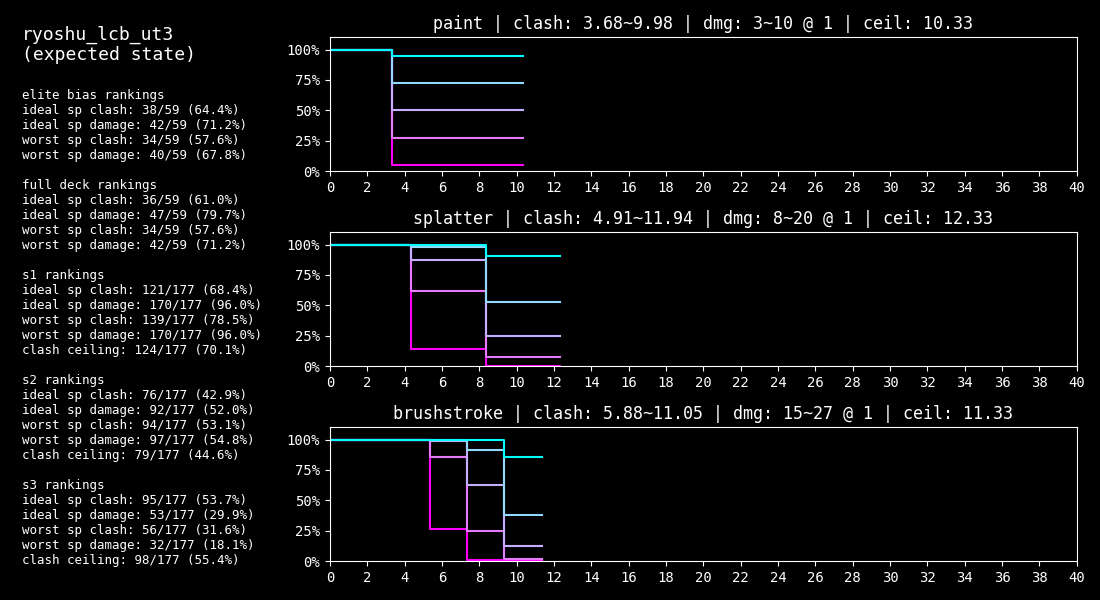 ryoshu_lcb_ut3
(expected state)
elite bias rankings
ideal sp clash: 38/59 (64.4%)
ideal sp damage: 42/59 (71.2%)
worst sp clash: 34/59 (57.6%)
worst sp damage: 40/59 (67.8%)
full deck rankings
ideal sp clash: 36/59 (61.0%)
ideal sp damage: 47/59 (79.7%)
worst sp clash: 34/59 (57.6%)
worst sp damage: 42/59 (71.2%)
s1 rankings
ideal sp clash: 121/177 (68.4%)
ideal sp damage: 170/177 (96.0%)
worst sp clash: 139/177 (78.5%)
worst sp damage: 170/177 (96.0%)
clash ceiling: 124/177 (70.1%)
s2 rankings
ideal sp clash: 76/177 (42.9%)
ideal sp damage: 92/177 (52.0%)
worst sp clash: 94/177 (53.1%)
worst sp damage: 97/177 (54.8%)
clash ceiling: 79/177 (44.6%)
s3 rankings
ideal sp clash: 95/177 (53.7%)
ideal sp damage: 53/177 (29.9%)
worst sp clash: 56/177 (31.6%)
worst sp damage: 32/177 (18.1%)
clash ceiling: 98/177 (55.4%)
paint | clash: 3.68~9.98 | dmg: 3~10 @ 1 | ceil: 10.33
100%
75%
50%
25%
0%
0 2 4 6 8 10 12 14 16 18 20 22 24 26 28 30 32 34 36 38 40
splatter | clash: 4.91~11.94 | dmg: 8~20 @ 1 | ceil: 12.33
100%
75%
50%
25%
0%
0 2 4 6 8 10 12 14 16 18 20 22 24 26 28 30 32 34 36 38 40
brushstroke | clash: 5.88~11.05 | dmg: 15~27 @ 1 | ceil: 11.33
100%
75%
50%
25%
0%
0 2 4 6 8 10 12 14 16 18 20 22 24 26 28 30 32 34 36 38 40